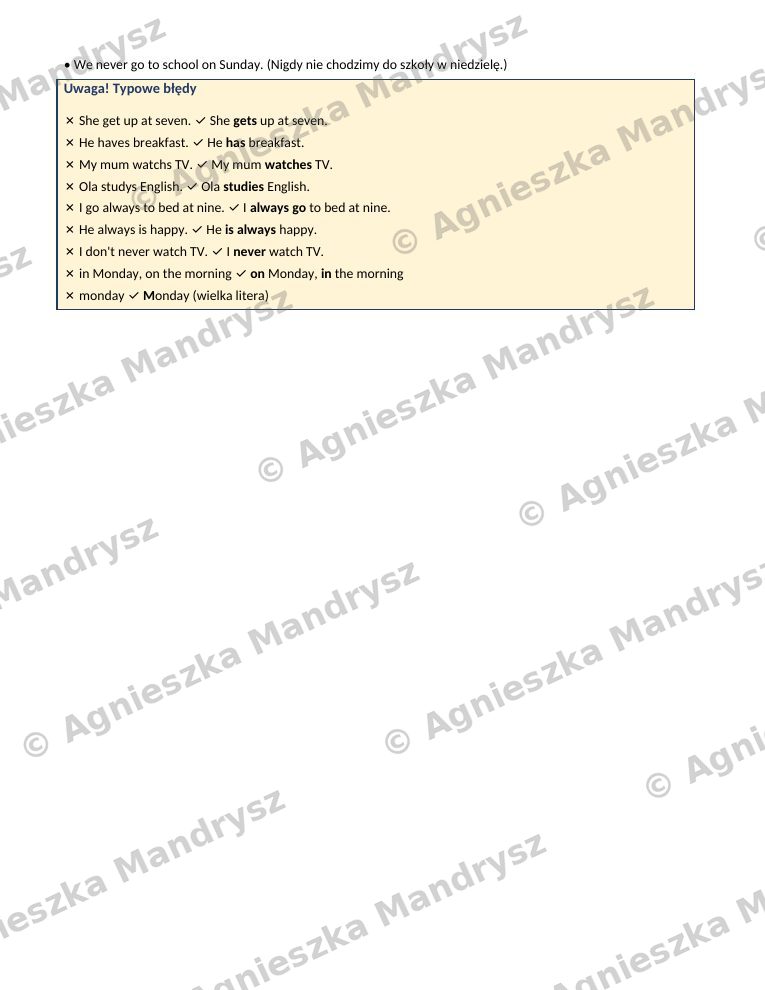 • We never go to school on Sunday. (Nigdy nie chodzimy do szkoły w niedzielę.)
Uwaga! Typowe błędy
✕ She get up at seven. ✓ She gets up at seven.
✕ He haves breakfast. ✓ He has breakfast.
✕ My mum watchs TV. ✓ My mum watches TV.
✕ Ola studys English. ✓ Ola studies English.
✕ I go always to bed at nine. ✓ I always go to bed at nine.
✕ He always is happy. ✓ He is always happy.
✕ I don't never watch TV. ✓ I never watch TV.
✕ in Monday, on the morning ✓ on Monday, in the morning
✕ monday ✓ Monday (wielka litera)
© Agnieszka Mandrysz